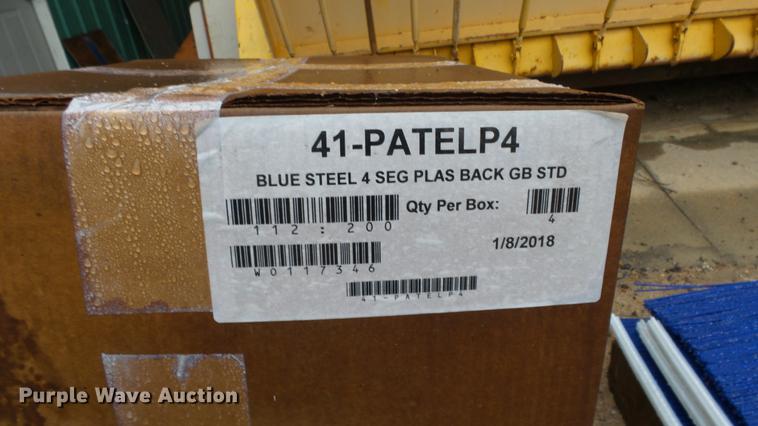 41-PATELP4
BLUE STEEL 4 SEG PLAS BACK GB STD
Qty Per Box:
112 : 200
4
1/8/2018
W0117346
41-PATELP4
Purple Wave Auction